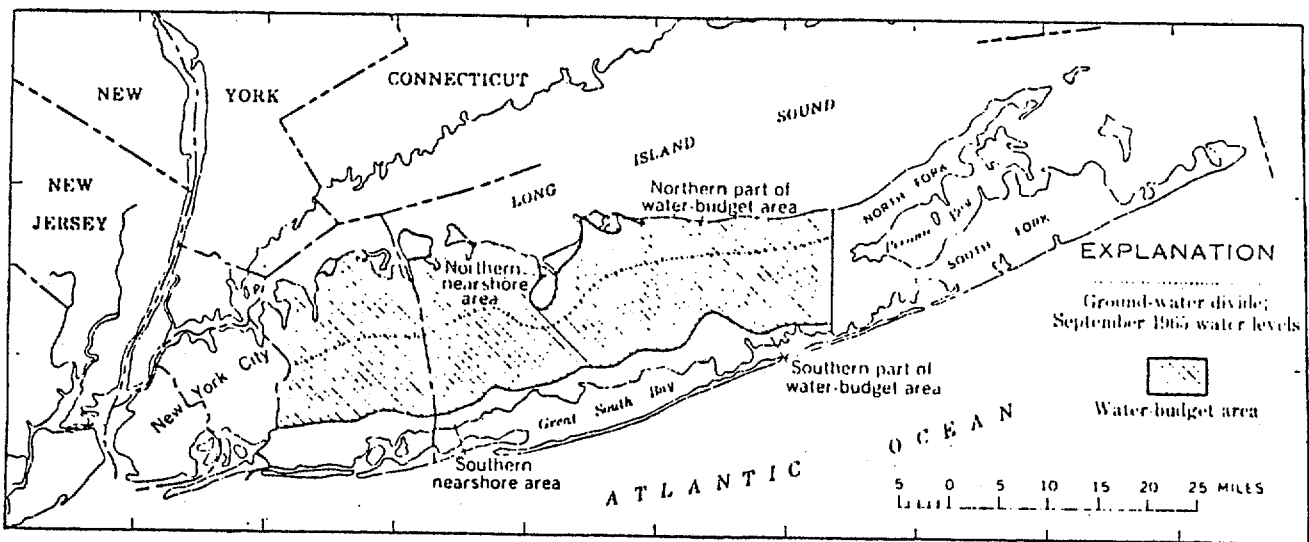 NEW YORK
CONNECTICUT
LONG ISLAND SOUND
NEW
JERSEY
Northern part of
water-budget area
NORTH FORK
Bay
SOUTH FORK
Northern
nearshore
area
EXPLANATION
Ground-water divide;
September 1965 water levels
Water-budget area
New York City
Great South Bay
Southern part of
water-budget area
Southern
nearshore area
ATLANTIC OCEAN
5 0 5 10 15 20 25 MILES